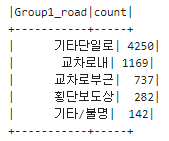 |Group1_road|count|
+-----------+-----+
| 기타단일로| 4250|
| 교차로내| 1169|
| 교차로부근| 737|
| 횡단보도상| 282|
| 기타/불명| 142|
+-----------+-----+